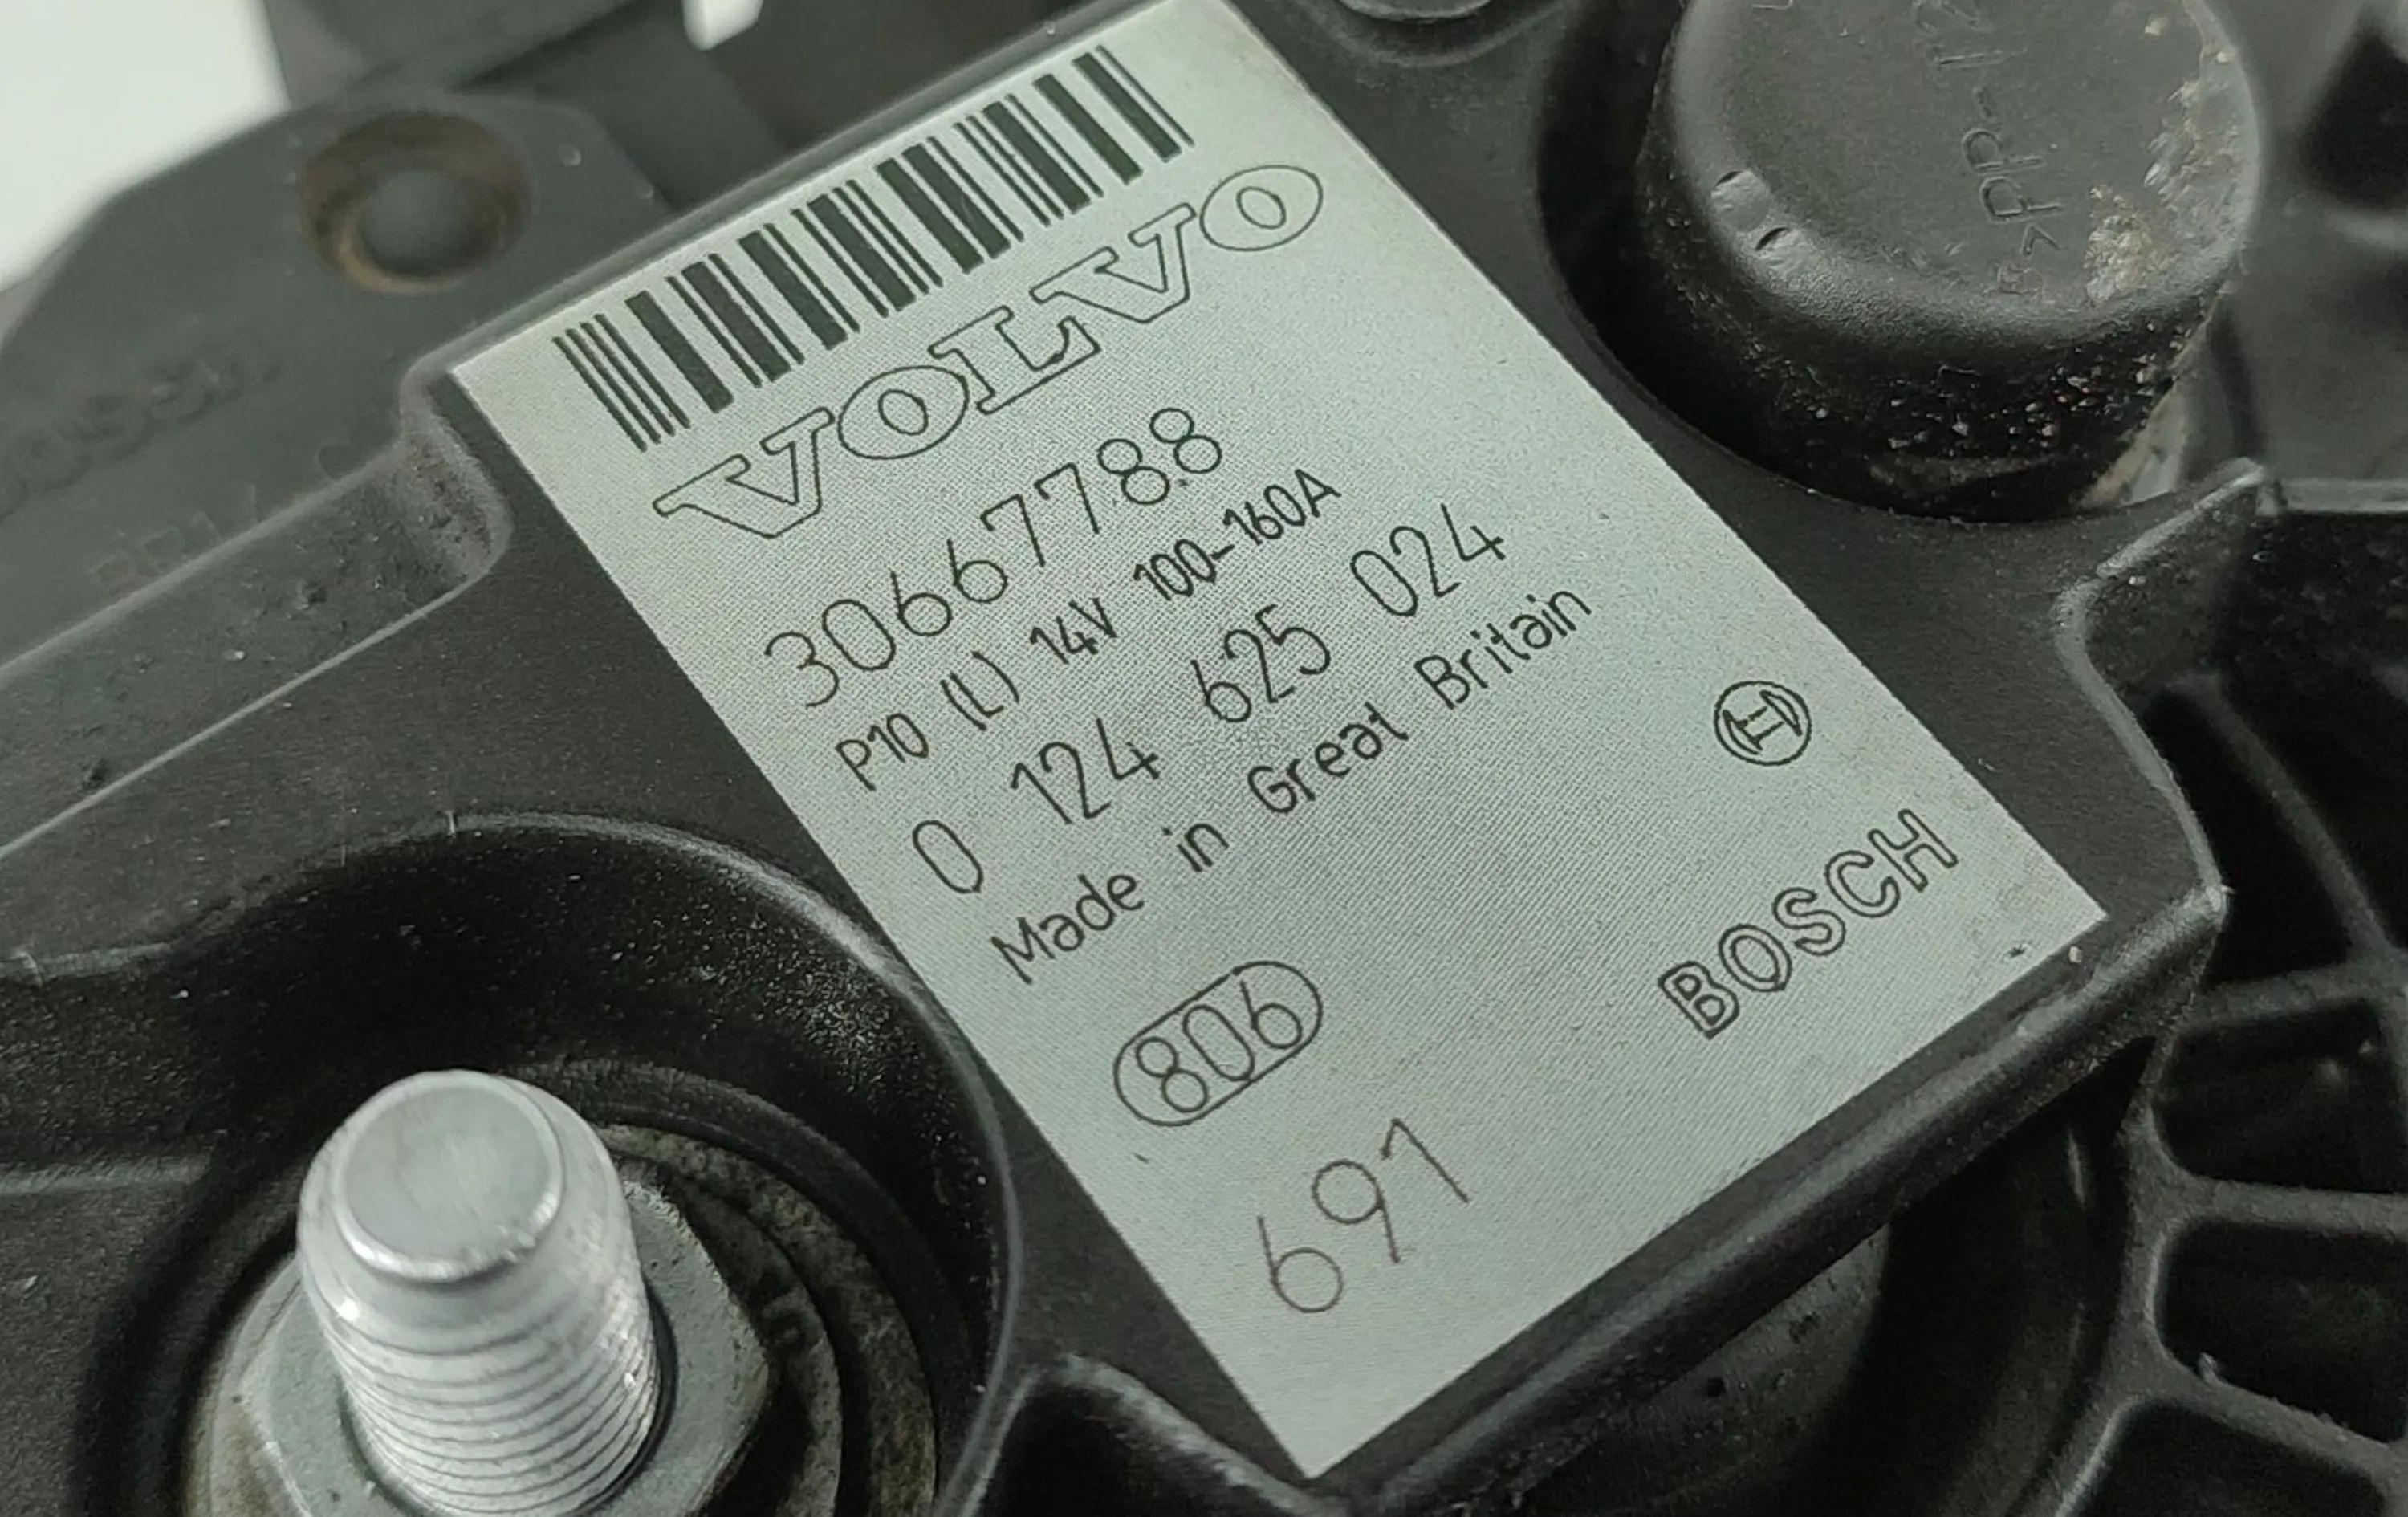 VOLVO
30667788
P10 (L) 14V 100-160A
0 124 625 024
Made in Great Britain
806
BOSCH
691